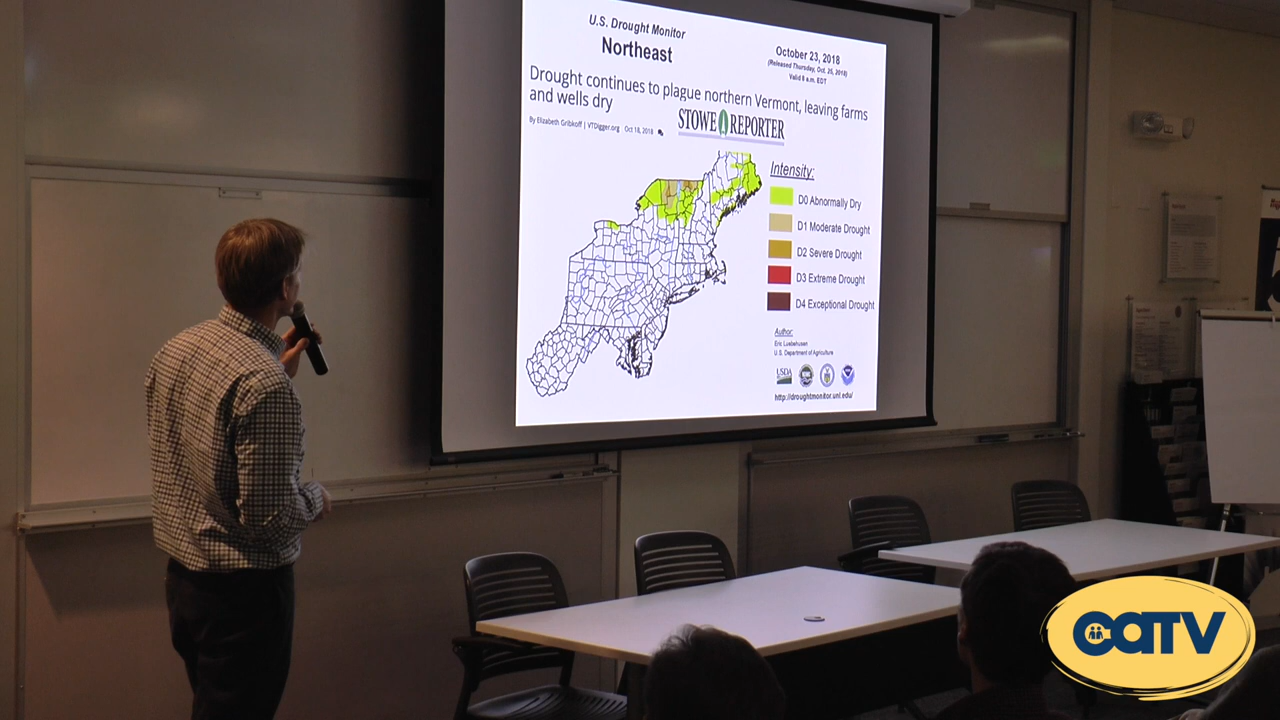 U.S. Drought Monitor
Northeast
October 23, 2018
(Released Thursday, Oct. 25, 2018)
Valid 8 a.m. EDT
Drought continues to plague northern Vermont, leaving farms
and wells dry
By Elizabeth Gribkoff | VTDigger.org Oct 18, 2018
STOWE REPORTER
Intensity:
D0 Abnormally Dry
D1 Moderate Drought
D2 Severe Drought
D3 Extreme Drought
D4 Exceptional Drought
Author:
Eric Luebehusen
U.S. Department of Agriculture
USDA
http://droughtmonitor.unl.edu/
CATV